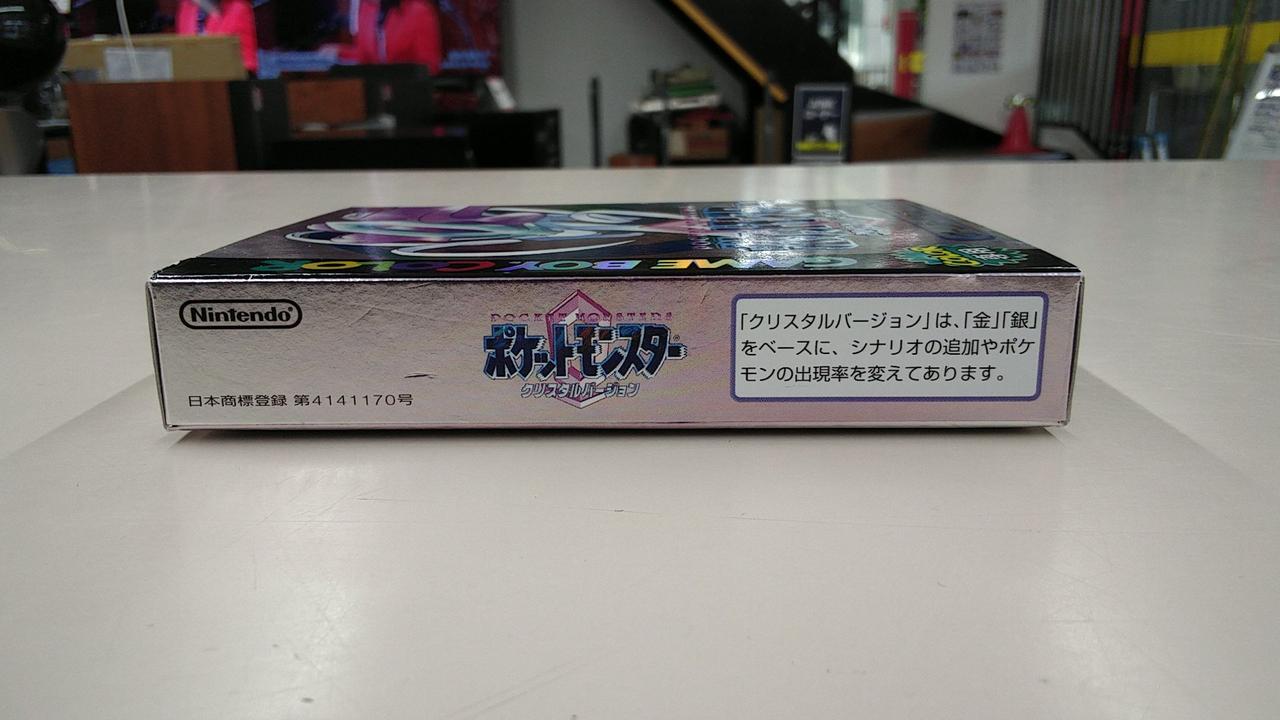 GAME BOY COLOR
Nintendo®
日本商標登録 第4141170号
POCKET MONSTERS
ポケットモンスター®
クリスタルバージョン
「クリスタルバージョン」は、「金」「銀」
をベースに、シナリオの追加やポケ
モンの出現率を変えてあります。